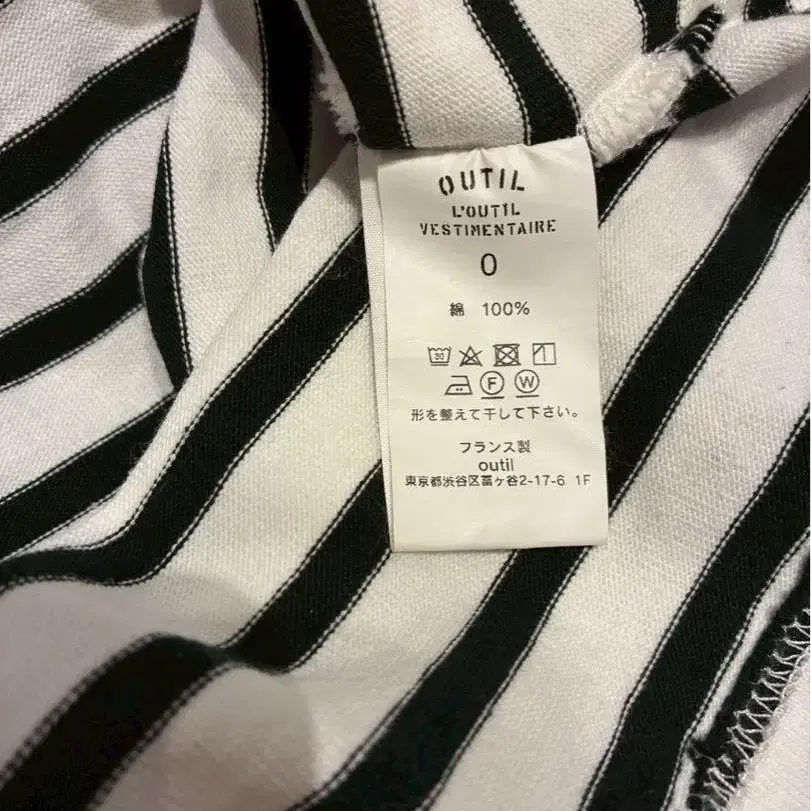 OUTIL
L'OUTIL
VESTIMENTAIRE
0
綿 100%
30
F W
形を整えて干して下さい。
フランス製
outil
東京都渋谷区富ヶ谷2-17-6 1F